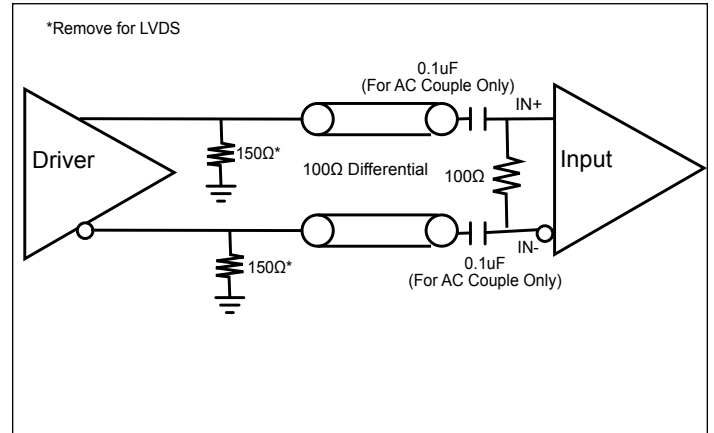 *Remove for LVDS
0.1uF
(For AC Couple Only)
IN+
Driver
150Ω*
100Ω Differential
100Ω
Input
IN-
150Ω*
0.1uF
(For AC Couple Only)